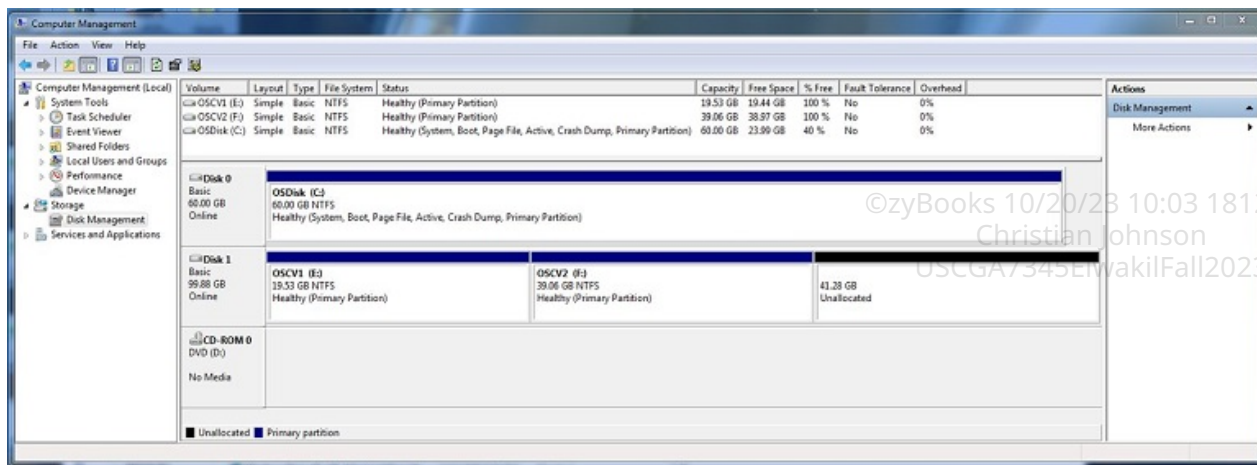 Computer Management
File Action View Help
Computer Management (Local)
System Tools
Task Scheduler
Event Viewer
Shared Folders
Local Users and Groups
Performance
Device Manager
Storage
Disk Management
Services and Applications
Volume Layout Type File System Status Capacity Free Space % Free Fault Tolerance Overhead
OSCV1 (E:) Simple Basic NTFS Healthy (Primary Partition) 19.53 GB 19.44 GB 100 % No 0%
OSCV2 (F:) Simple Basic NTFS Healthy (Primary Partition) 39.06 GB 38.97 GB 100 % No 0%
OSDisk (C:) Simple Basic NTFS Healthy (System, Boot, Page File, Active, Crash Dump, Primary Partition) 60.00 GB 23.99 GB 40 % No 0%
Disk 0
Basic
60.00 GB
Online
OSDisk (C:)
60.00 GB NTFS
Healthy (System, Boot, Page File, Active, Crash Dump, Primary Partition)
Disk 1
Basic
99.88 GB
Online
OSCV1 (E:)
19.53 GB NTFS
Healthy (Primary Partition)
OSCV2 (F:)
39.06 GB NTFS
Healthy (Primary Partition)
41.28 GB
Unallocated
CD-ROM 0
DVD (D:)
No Media
Unallocated Primary partition
Actions
Disk Management
More Actions
©zyBooks 10/20/23 10:03 181
Christian Johnson
USCGA7345ElwakilFall202